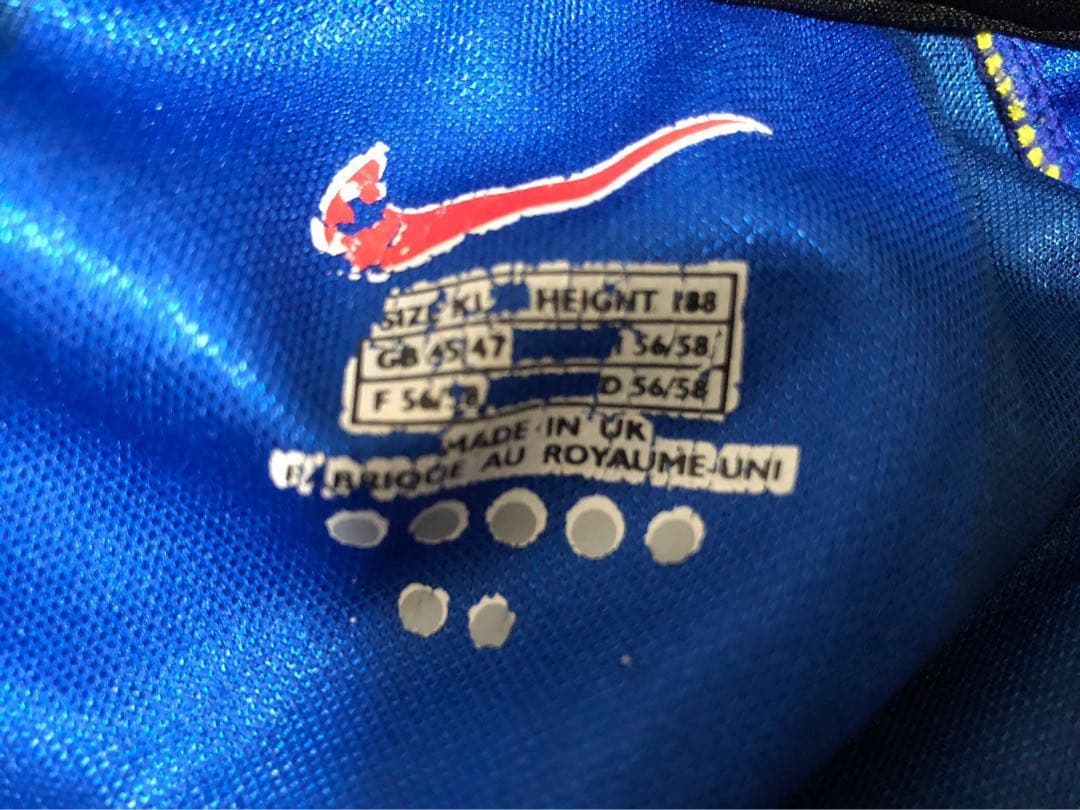 SIZE XL HEIGHT 188
GB 45/47 I 56/58
F 56/58 D 56/58
MADE IN UK
FABRIQUE AU ROYAUME-UNI